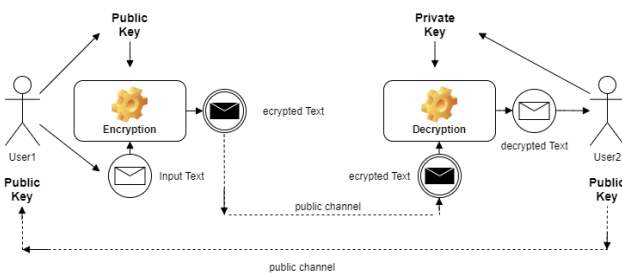 Public
Key
Private
Key
Encryption
ecrypted Text
Decryption
decrypted Text
User1
User2
Input Text
ecrypted Text
Public
Key
Public
Key
public channel
public channel